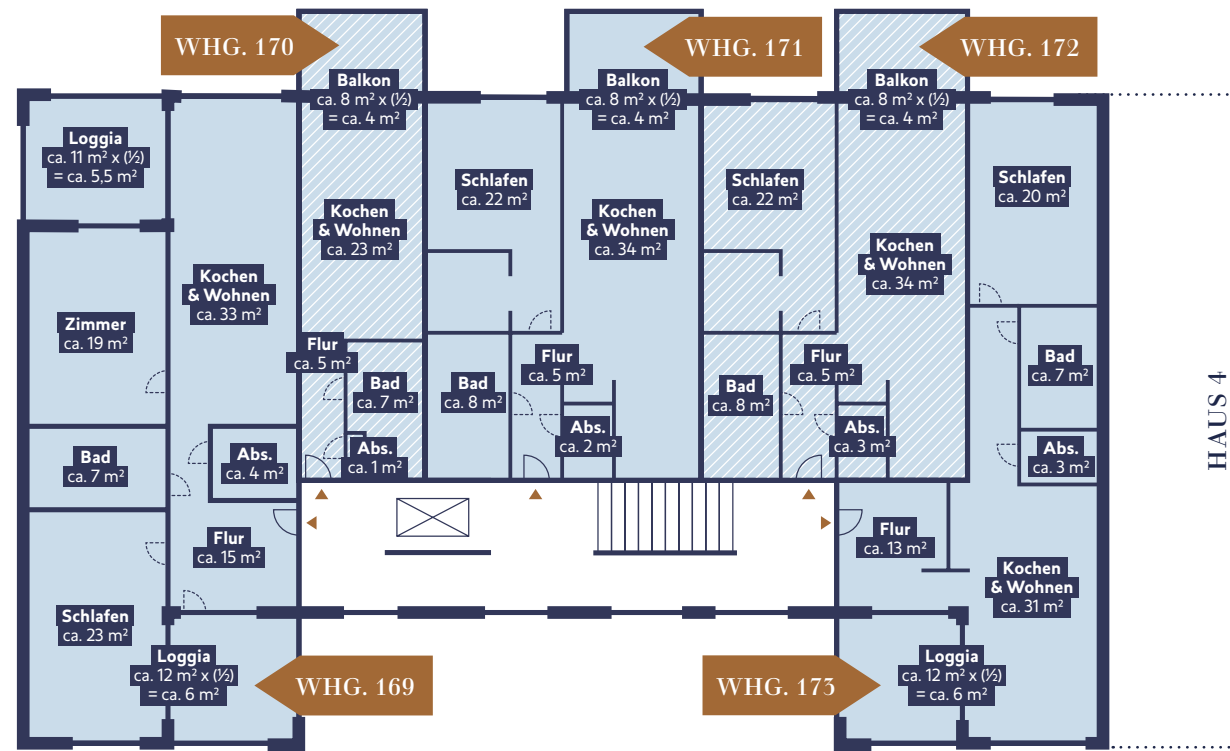 WHG. 170
WHG. 171
WHG. 172
Balkon
ca. 8 m² x (½)
= ca. 4 m²
Balkon
ca. 8 m² x (½)
= ca. 4 m²
Balkon
ca. 8 m² x (½)
= ca. 4 m²
Loggia
ca. 11 m² x (½)
= ca. 5,5 m²
Schlafen
ca. 22 m²
Schlafen
ca. 22 m²
Schlafen
ca. 20 m²
Kochen
& Wohnen
ca. 23 m²
Kochen
& Wohnen
ca. 34 m²
Kochen
& Wohnen
ca. 34 m²
Kochen
& Wohnen
ca. 33 m²
Zimmer
ca. 19 m²
Flur
ca. 5 m²
Flur
ca. 5 m²
Flur
ca. 5 m²
Bad
ca. 7 m²
Bad
ca. 7 m²
Bad
ca. 8 m²
Bad
ca. 8 m²
HAUS 4
Bad
ca. 7 m²
Abs.
ca. 4 m²
Abs.
ca. 1 m²
Abs.
ca. 2 m²
Abs.
ca. 3 m²
Abs.
ca. 3 m²
Flur
ca. 15 m²
Flur
ca. 13 m²
Kochen
& Wohnen
ca. 31 m²
Schlafen
ca. 23 m²
Loggia
ca. 12 m² x (½)
= ca. 6 m²
WHG. 169
WHG. 173
Loggia
ca. 12 m² x (½)
= ca. 6 m²